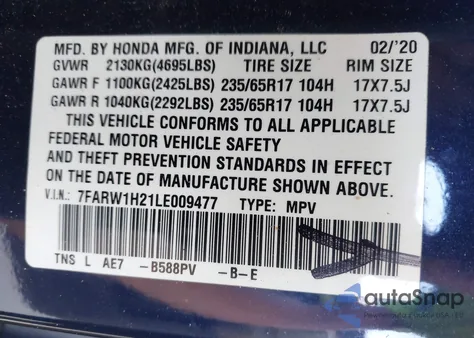 MFD. BY HONDA MFG. OF INDIANA, LLC 02/'20
GVWR 2130KG(4695LBS) TIRE SIZE RIM SIZE
GAWR F 1100KG(2425LBS) 235/65R17 104H 17X7.5J
GAWR R 1040KG(2292LBS) 235/65R17 104H 17X7.5J
THIS VEHICLE CONFORMS TO ALL APPLICABLE
FEDERAL MOTOR VEHICLE SAFETY
AND THEFT PREVENTION STANDARDS IN EFFECT
ON THE DATE OF MANUFACTURE SHOWN ABOVE.
V.I.N.: 7FARW1H21LE009477 TYPE: MPV
TNS L AE7 -B588PV -B-E
autaSnap